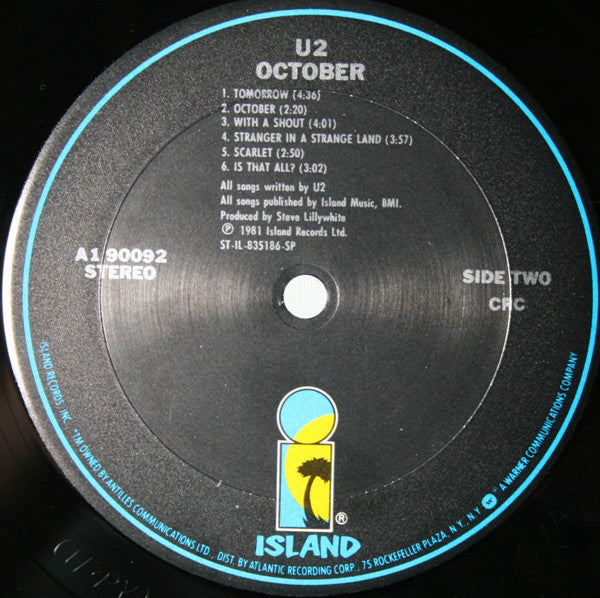 U2
OCTOBER
1. TOMORROW (4:36)
2. OCTOBER (2:20)
3. WITH A SHOUT (4:01)
4. STRANGER IN A STRANGE LAND (3:57)
5. SCARLET (2:50)
6. IS THAT ALL? (3:02)
All songs written by U2
All songs published by Island Music, BMI.
Produced by Steve Lillywhite
Ⓟ 1981 Island Records Ltd.
ST-IL-835186-SP
A1 90092
STEREO
SIDE TWO
CRC
ISLAND ®
ISLAND RECORDS, INC. *TM OWNED BY ANTILLES COMMUNICATIONS LTD., DIST. BY ATLANTIC RECORDING CORP., 75 ROCKEFELLER PLAZA, N.Y., N.Y. A WARNER COMMUNICATIONS COMPANY